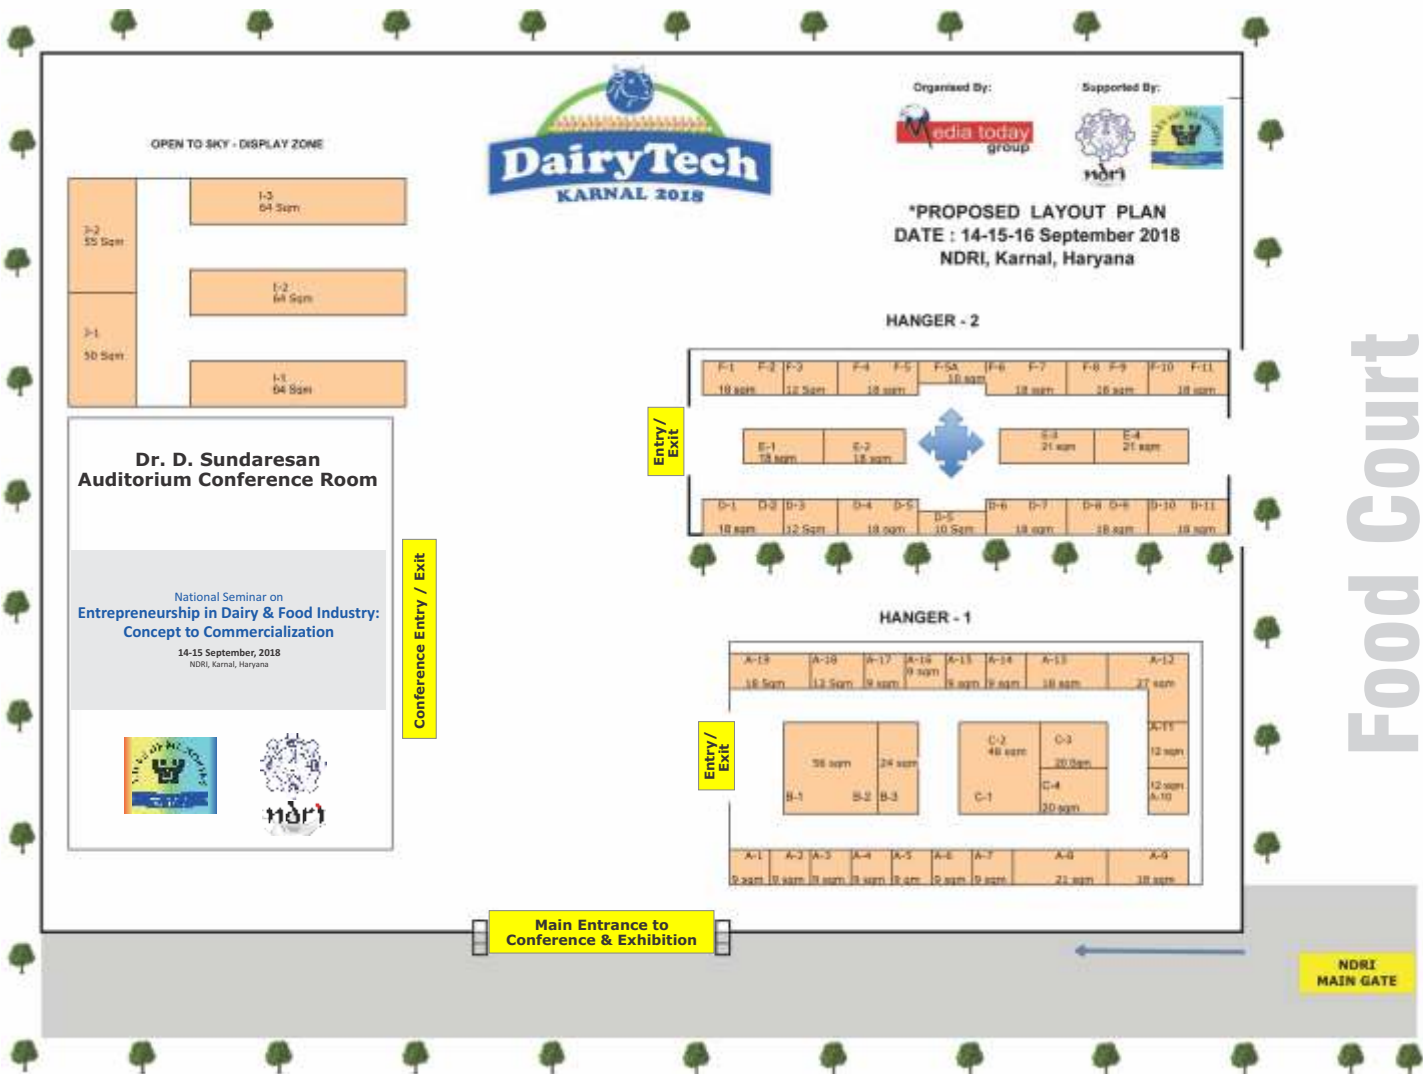 DairyTech
KARNAL 2018
Organised By:
Media today
group
Supported By:
ndri
*PROPOSED LAYOUT PLAN
DATE : 14-15-16 September 2018
NDRI, Karnal, Haryana
OPEN TO SKY - DISPLAY ZONE
J-2
55 Sqm
J-1
50 Sqm
I-3
64 Sqm
I-2
64 Sqm
I-1
64 Sqm
Dr. D. Sundaresan
Auditorium Conference Room
National Seminar on
Entrepreneurship in Dairy & Food Industry:
Concept to Commercialization
14-15 September, 2018
NDRI, Karnal, Haryana
ndri
Conference Entry / Exit
HANGER - 2
Entry/
Exit
F-1 F-2 F-3 F-4 F-5 F-5A F-6 F-7 F-8 F-9 F-10 F-11
18 sqm 12 Sqm 18 sqm 10 sqm 18 sqm 18 sqm 18 sqm
E-1 E-2 E-3 E-4
18 sqm 18 sqm 21 sqm 21 sqm
D-1 D-2 D-3 D-4 D-5 D-5 D-6 D-7 D-8 D-9 D-10 D-11
18 sqm 12 Sqm 18 sqm 10 Sqm 18 sqm 18 sqm 18 sqm
HANGER - 1
Entry/
Exit
A-19 A-18 A-17 A-16 A-15 A-14 A-13 A-12
18 Sqm 12 Sqm 9 sqm 9 sqm 9 sqm 9 sqm 18 sqm 27 sqm
A-11
12 sqm
12 sqm
A-10
56 sqm 24 sqm
B-1 B-2 B-3
C-2
48 sqm
C-1
C-3
20 Sqm
C-4
20 sqm
A-1 A-2 A-3 A-4 A-5 A-6 A-7 A-8 A-9
9 sqm 9 sqm 9 sqm 9 sqm 9 qm 9 sqm 9 sqm 21 sqm 18 sqm
Main Entrance to
Conference & Exhibition
NDRI
MAIN GATE
Food Court